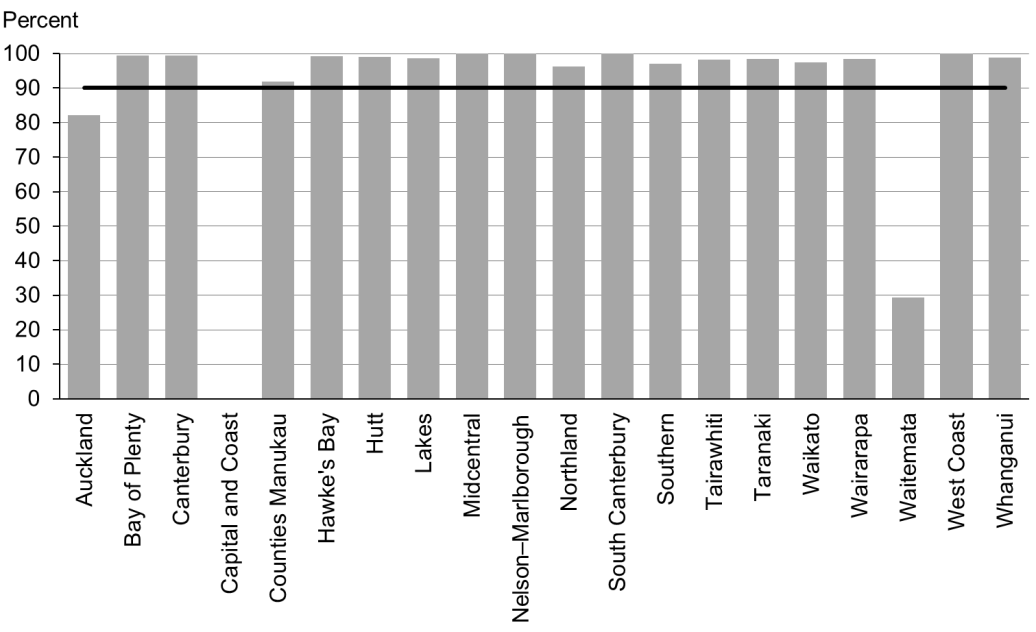 Percent
100
90
80
70
60
50
40
30
20
10
0
Auckland
Bay of Plenty
Canterbury
Capital and Coast
Counties Manukau
Hawke's Bay
Hutt
Lakes
Midcentral
Nelson–Marlborough
Northland
South Canterbury
Southern
Tairawhiti
Taranaki
Waikato
Wairarapa
Waitemata
West Coast
Whanganui